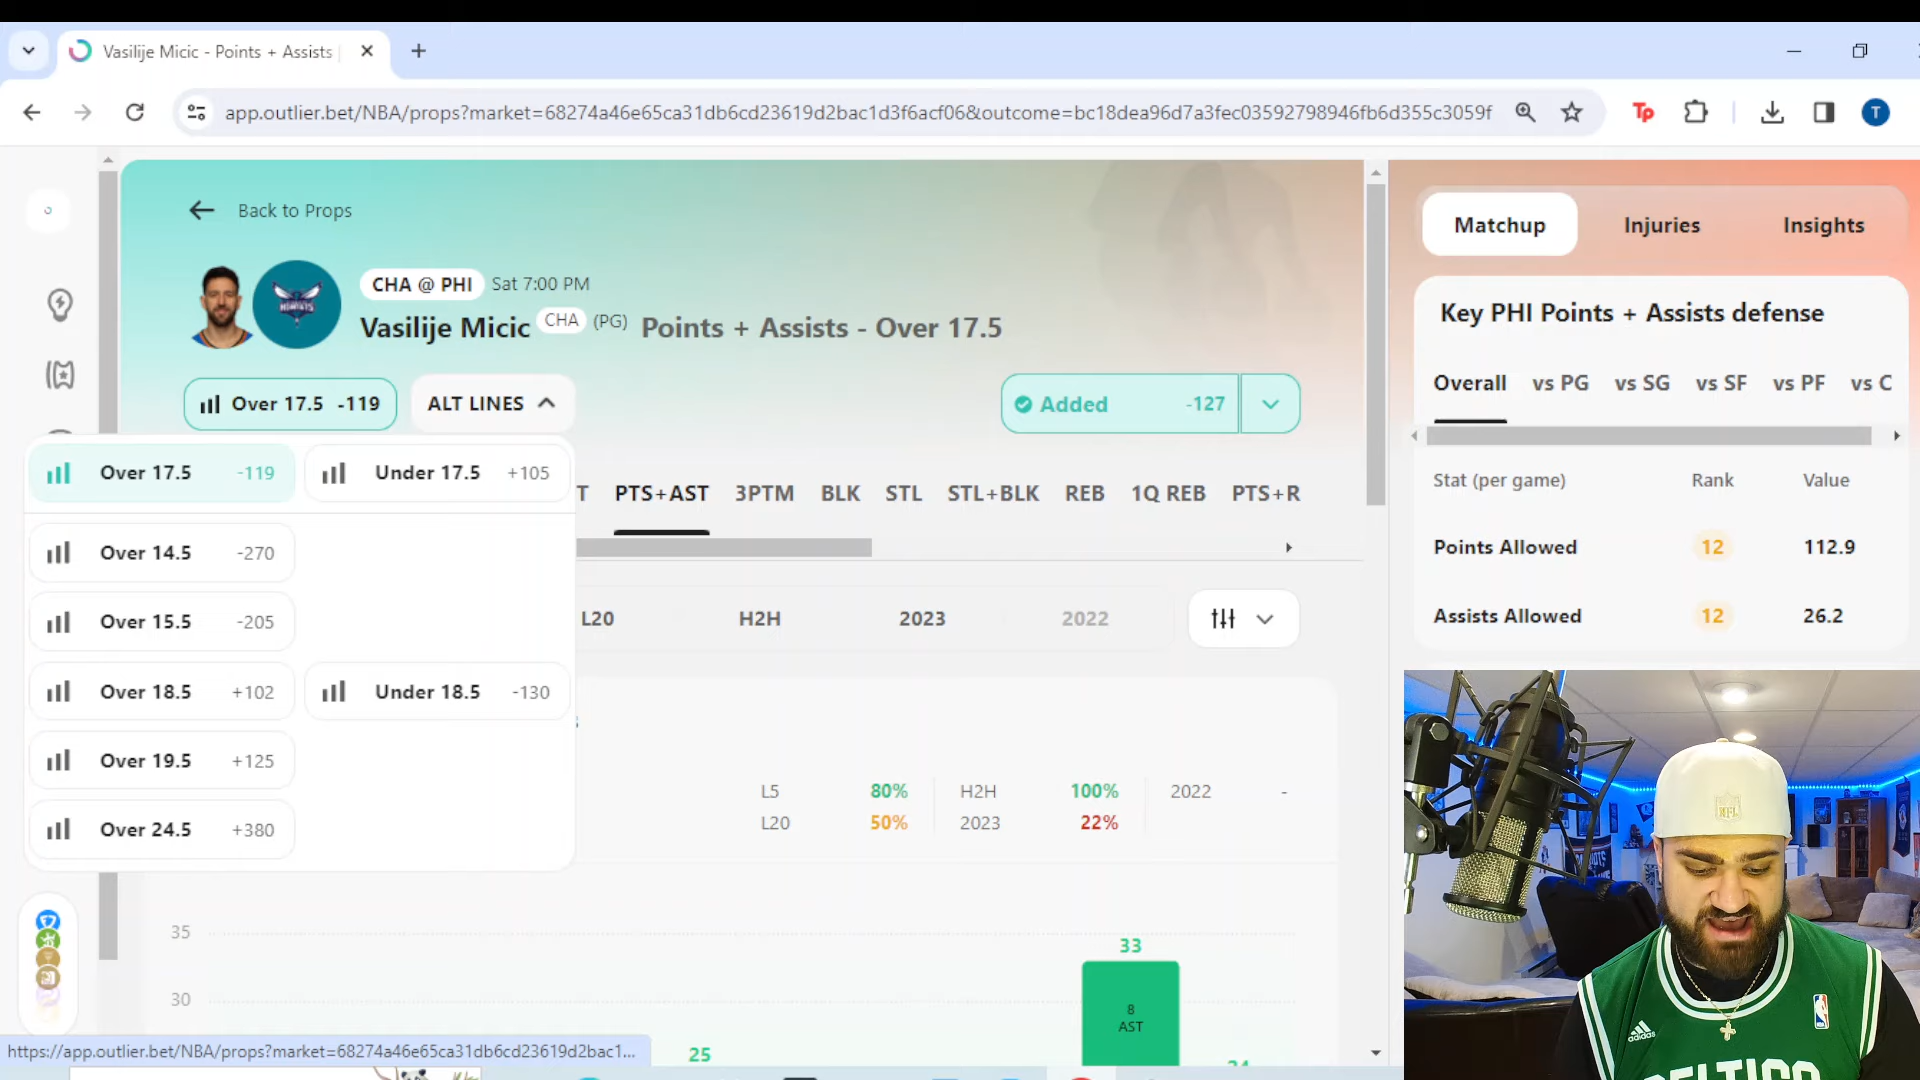 Vasilije Micic - Points + Assists
app.outlier.bet/NBA/props?market=68274a46e65ca31db6cd23619d2bac1d3f6acf06&outcome=bc18dea96d7a3fec03592798946fb6d355c3059f
Tp
T
Back to Props
CHA @ PHI Sat 7:00 PM
Vasilije Micic CHA (PG) Points + Assists - Over 17.5
Over 17.5 -119 ALT LINES
Added -127
Over 17.5 -119 Under 17.5 +105
Over 14.5 -270
Over 15.5 -205
Over 18.5 +102 Under 18.5 -130
Over 19.5 +125
Over 24.5 +380
T PTS+AST 3PTM BLK STL STL+BLK REB 1Q REB PTS+R
L20 H2H 2023 2022
L5 80% H2H 100% 2022 -
L20 50% 2023 22%
35
33
30
8
AST
25
https://app.outlier.bet/NBA/props?market=68274a46e65ca31db6cd23619d2bac1...
Matchup Injuries Insights
Key PHI Points + Assists defense
Overall vs PG vs SG vs SF vs PF vs C
Stat (per game) Rank Value
Points Allowed 12 112.9
Assists Allowed 12 26.2
NFL
adidas
CELTICS